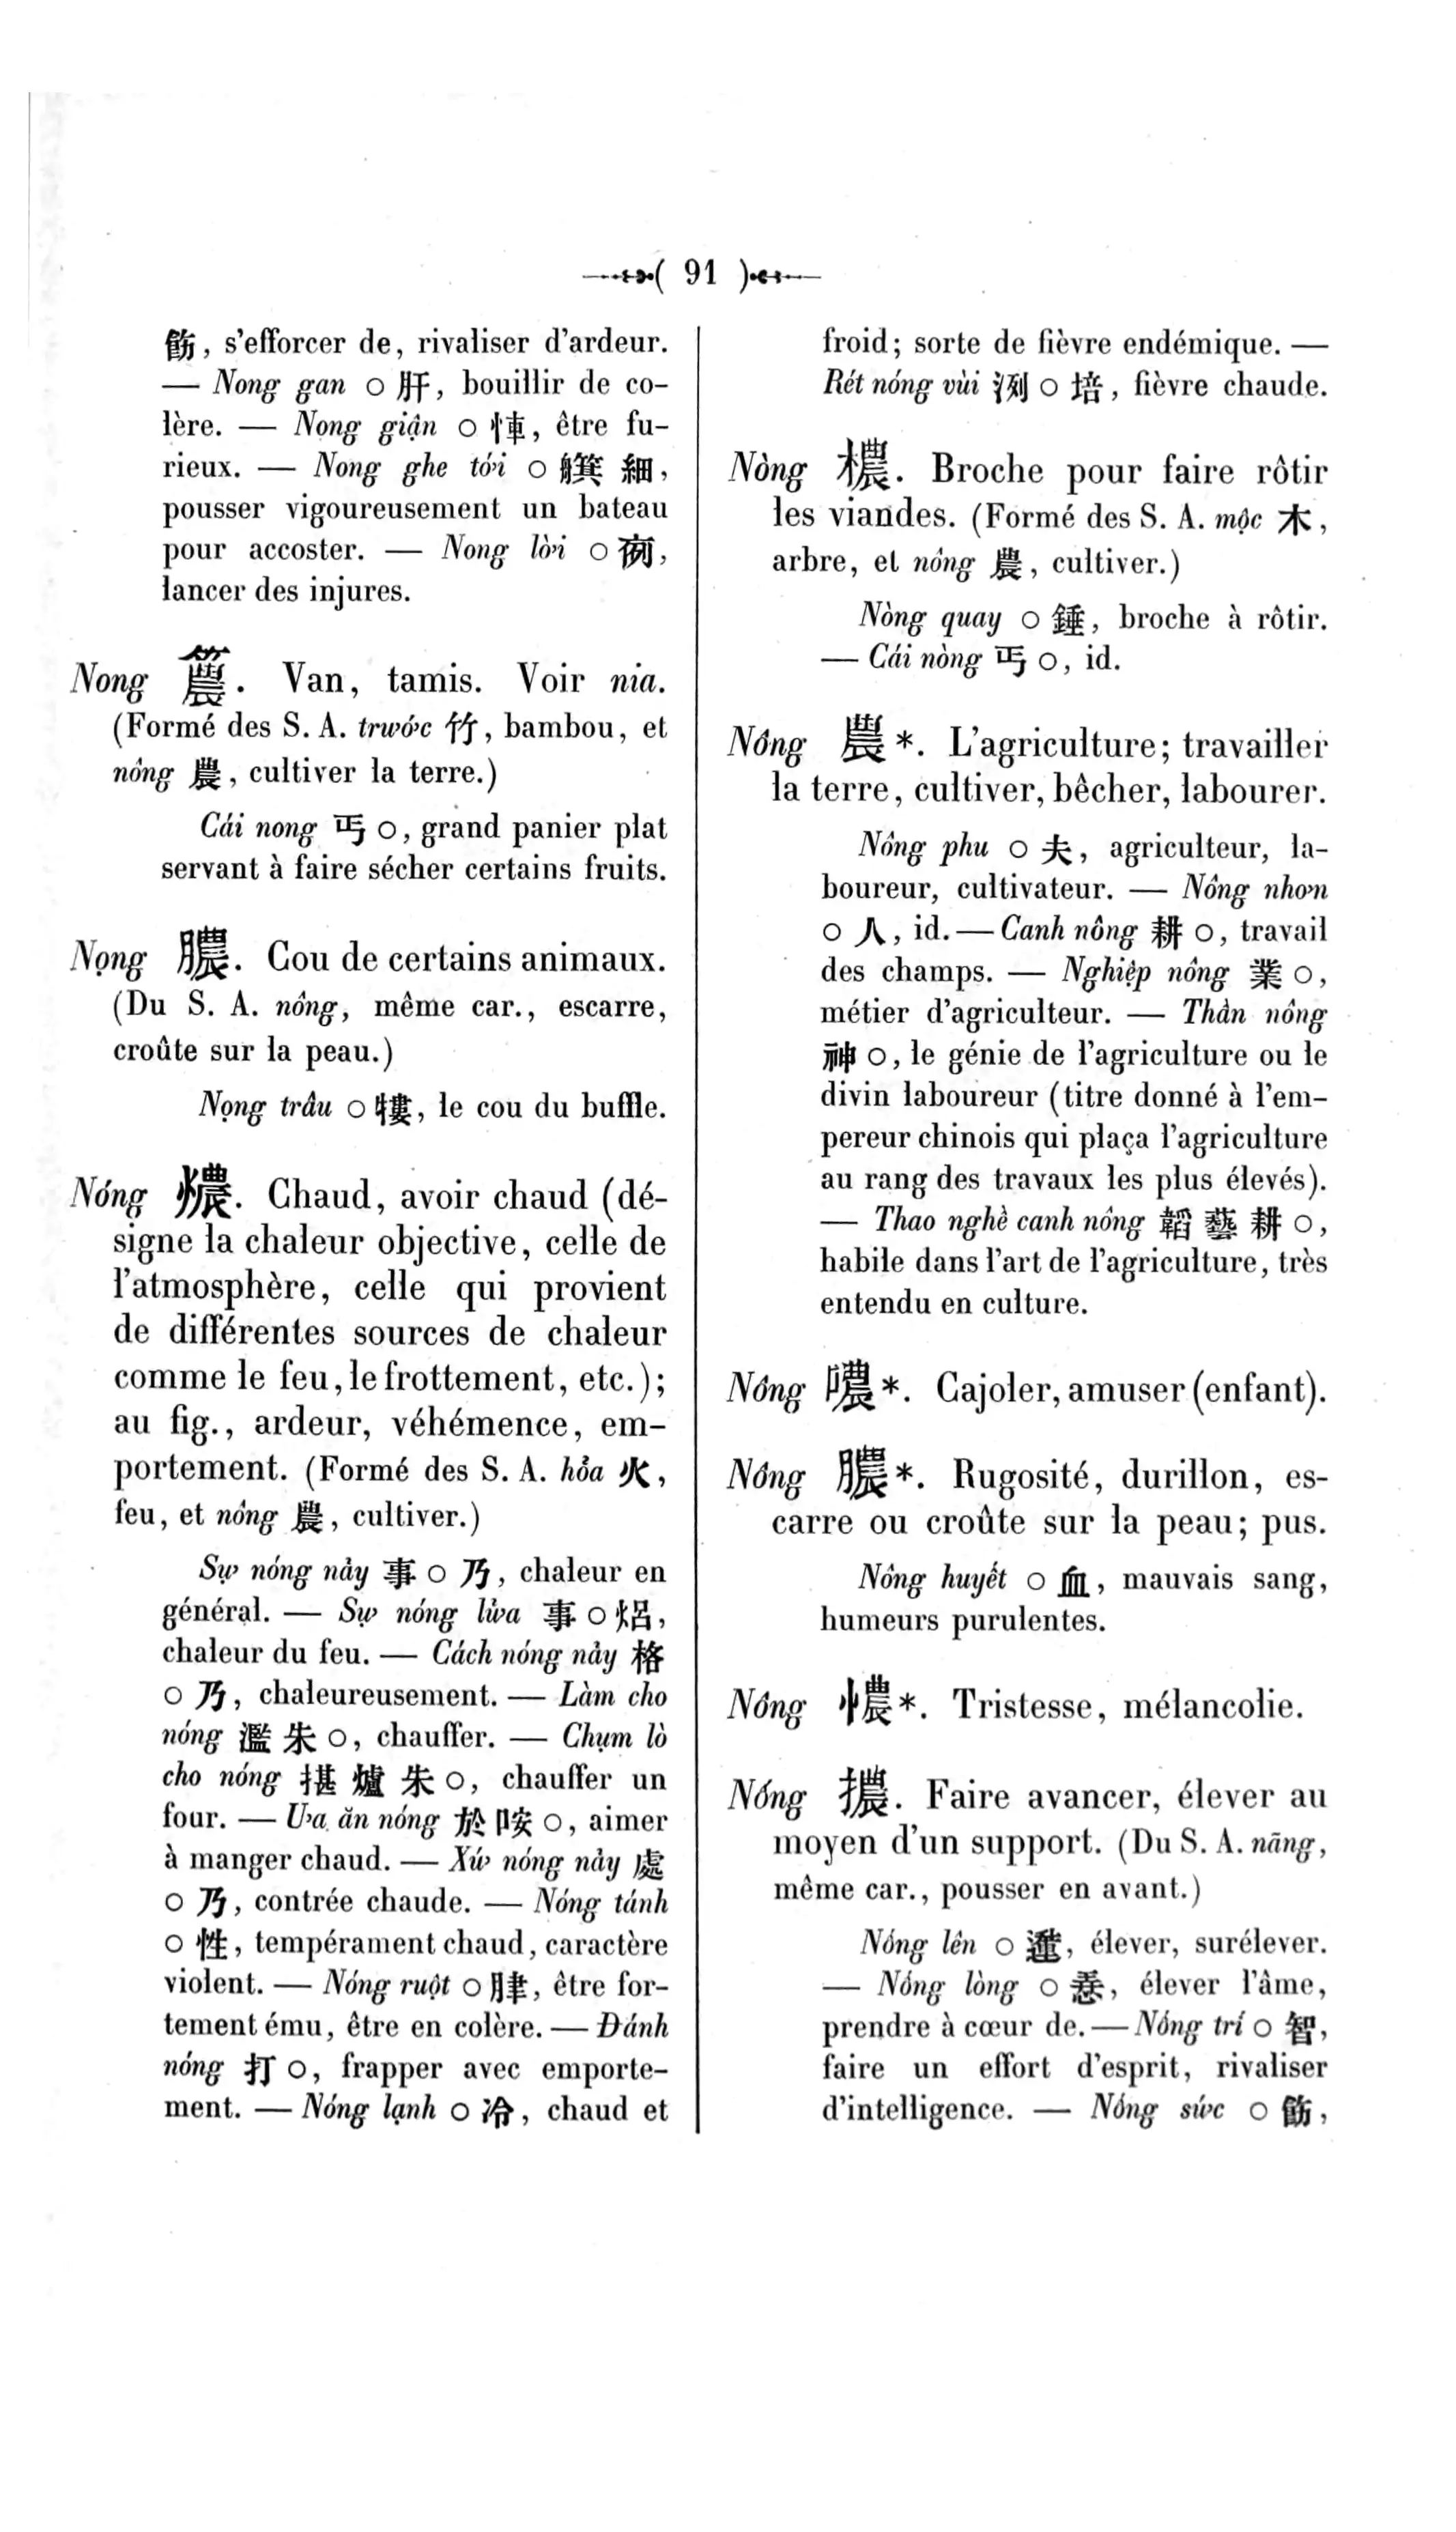 ( 91 )
飭, s'efforcer de, rivaliser d'ardeur.
— Nong gan ○ 肝, bouillir de co-
lère. — Nong giận ○, être fu-
rieux. — Nong ghe tới ○ 細,
pousser vigoureusement un bateau
pour accoster. — Nong lời ○,
lancer des injures.
Nong. Van, tamis. Voir nia.
(Formé des S. A. trước 竹, bambou, et
nông 農, cultiver la terre.)
Cái nong 丐 ○, grand panier plat
servant à faire sécher certains fruits.
Nọng 膿. Cou de certains animaux.
(Du S. A. nông, même car., escarre,
croûte sur la peau.)
Nọng trâu ○, le cou du buffle.
Nóng 燶. Chaud, avoir chaud (dé-
signe la chaleur objective, celle de
l'atmosphère, celle qui provient
de différentes sources de chaleur
comme le feu, le frottement, etc.);
au fig., ardeur, véhémence, em-
portement. (Formé des S. A. hỏa 火,
feu, et nông 農, cultiver.)
Sự nóng nảy 事 ○ 乃, chaleur en
général. — Sự nóng lửa 事 ○ 焒,
chaleur du feu. — Cách nóng nảy 格
○ 乃, chaleureusement. — Làm cho
nóng 濫 朱 ○, chauffer. — Chụm lò
cho nóng 揕 爐 朱 ○, chauffer un
four. — Ưa ăn nóng 於 咹 ○, aimer
à manger chaud. — Xứ nóng nảy 處
○ 乃, contrée chaude. — Nóng tánh
○ 性, tempérament chaud, caractère
violent. — Nóng ruột ○, être for-
tement ému, être en colère. — Đánh
nóng 打 ○, frapper avec emporte-
ment. — Nóng lạnh ○ 冷, chaud et
froid; sorte de fièvre endémique. —
Rét nóng vùi 洌 ○ 培, fièvre chaude.
Nòng 檂. Broche pour faire rôtir
les viandes. (Formé des S. A. mộc 木,
arbre, et nông 農, cultiver.)
Nòng quay ○ 錘, broche à rôtir.
— Cái nòng 丐 ○, id.
Nông 農 *. L'agriculture; travailler
la terre, cultiver, bêcher, labourer.
Nông phu ○ 夫, agriculteur, la-
boureur, cultivateur. — Nông nhơn
○ 人, id. — Canh nông 耕 ○, travail
des champs. — Nghiệp nông 業 ○,
métier d'agriculteur. — Thần nông
神 ○, le génie de l'agriculture ou le
divin laboureur (titre donné à l'em-
pereur chinois qui plaça l'agriculture
au rang des travaux les plus élevés).
— Thao nghề canh nông 韜 藝 耕 ○,
habile dans l'art de l'agriculture, très
entendu en culture.
Nông 噥 *. Cajoler, amuser (enfant).
Nông 膿 *. Rugosité, durillon, es-
carre ou croûte sur la peau; pus.
Nông huyết ○ 血, mauvais sang,
humeurs purulentes.
Nông 憹 *. Tristesse, mélancolie.
Nống 擃. Faire avancer, élever au
moyen d'un support. (Du S. A. nãng,
même car., pousser en avant.)
Nống lên ○, élever, surélever.
— Nống lòng ○, élever l'âme,
prendre à cœur de. — Nống trí ○ 智,
faire un effort d'esprit, rivaliser
d'intelligence. — Nống sức ○ 飭,